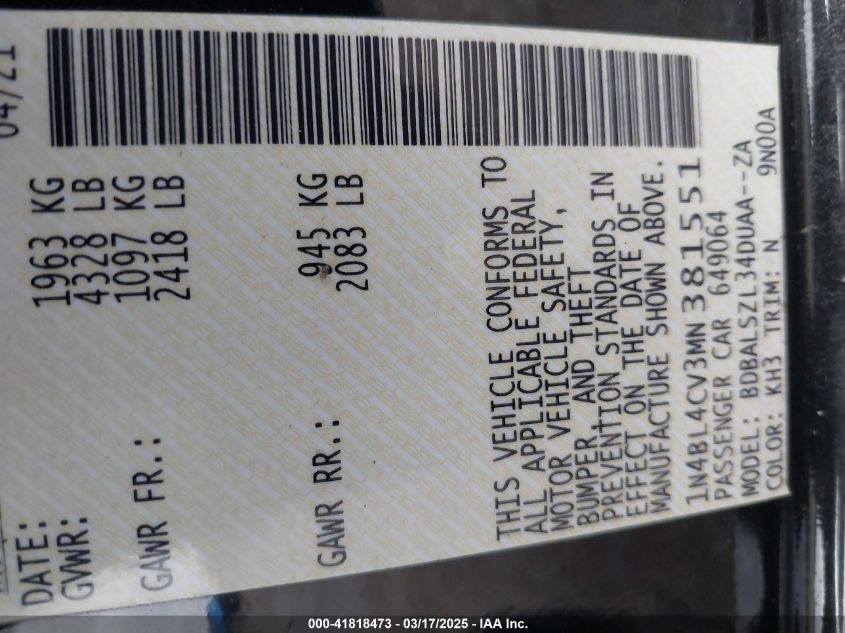 DATE: 04/21
GVWR: 1963 KG
4328 LB
GAWR FR.: 1097 KG
2418 LB
GAWR RR.: 945 KG
2083 LB
THIS VEHICLE CONFORMS TO
ALL APPLICABLE FEDERAL
MOTOR VEHICLE SAFETY,
BUMPER, AND THEFT
PREVENTION STANDARDS IN
EFFECT ON THE DATE OF
MANUFACTURE SHOWN ABOVE.
1N4BL4CV3MN381551
PASSENGER CAR 649064
MODEL: BDBALSZL34DUAA--ZA
COLOR: KH3 TRIM: N 9N00A
000-41818473 - 03/17/2025 - IAA Inc.